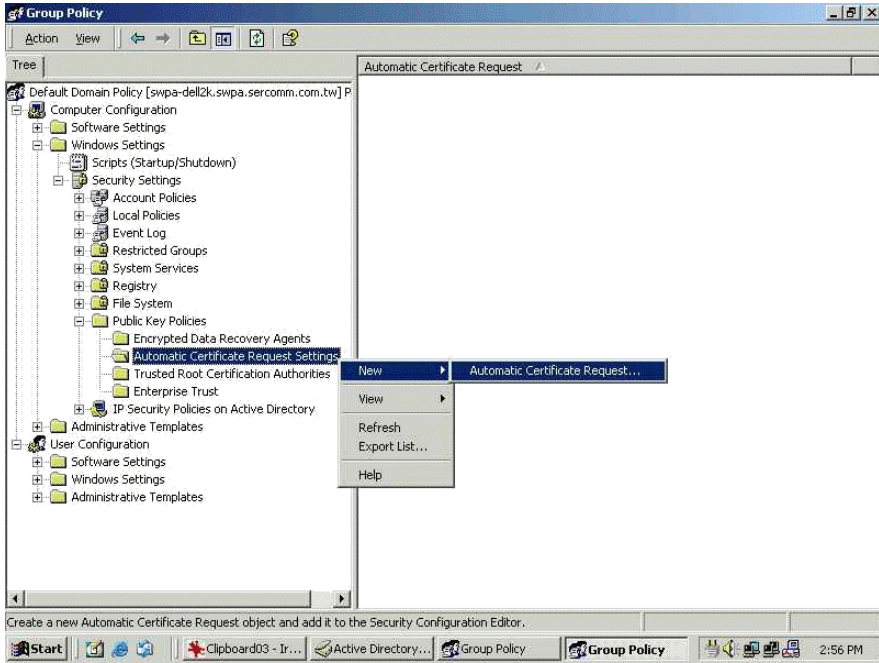 Group Policy
Action View
Tree
Automatic Certificate Request
Default Domain Policy [swpa-dell2k.swpa.sercomm.com.tw] P
Computer Configuration
Software Settings
Windows Settings
Scripts (Startup/Shutdown)
Security Settings
Account Policies
Local Policies
Event Log
Restricted Groups
System Services
Registry
File System
Public Key Policies
Encrypted Data Recovery Agents
Automatic Certificate Request Settings
Trusted Root Certification Authorities
Enterprise Trust
IP Security Policies on Active Directory
Administrative Templates
User Configuration
Software Settings
Windows Settings
Administrative Templates
New
Automatic Certificate Request...
View
Refresh
Export List...
Help
Create a new Automatic Certificate Request object and add it to the Security Configuration Editor.
Start Clipboard03 - Ir... Active Directory... Group Policy Group Policy 2:56 PM